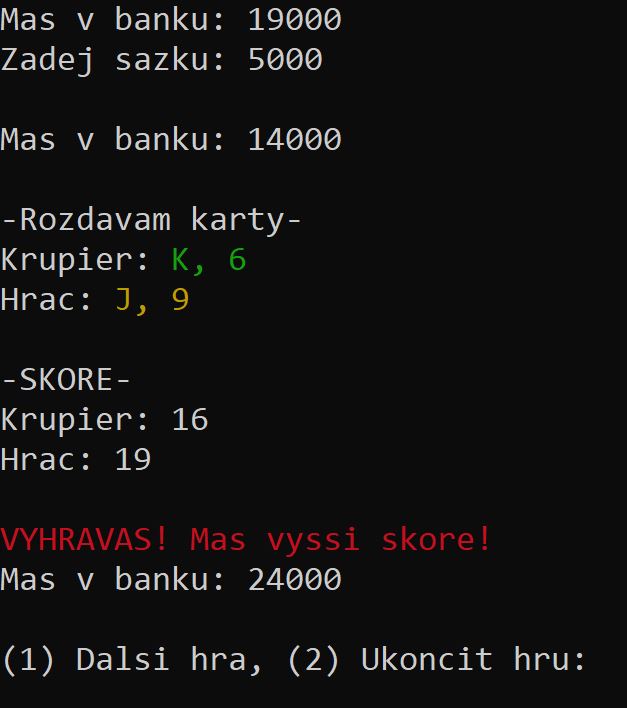 Mas v banku: 19000
Zadej sazku: 5000
Mas v banku: 14000
-Rozdavam karty-
Krupier: K, 6
Hrac: J, 9
-SKORE-
Krupier: 16
Hrac: 19
VYHRAVAS! Mas vyssi skore!
Mas v banku: 24000
(1) Dalsi hra, (2) Ukoncit hru: